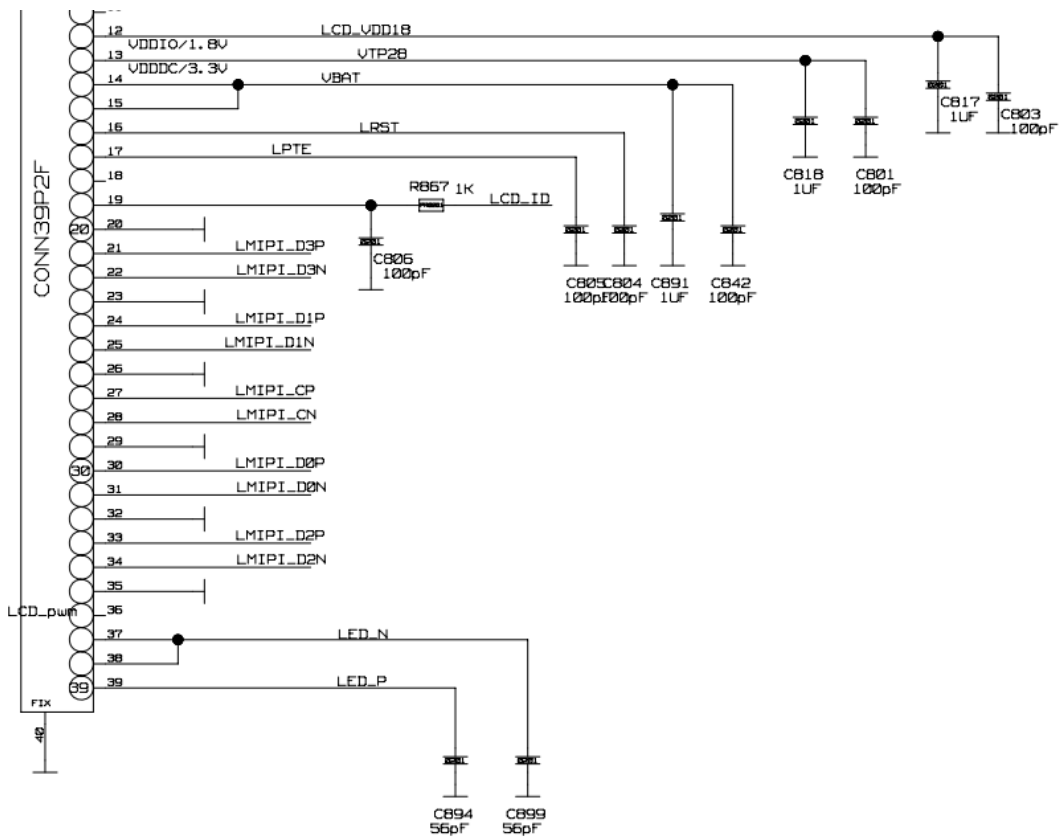 12 LCD_VDD18
VDDIO/1.8V
13 VTP28
VDDDC/3.3V
14 VBAT
15
16 LRST
17 LPTE
18
19 R867 1K LCD_ID
20 20
21 LMIPI_D3P
22 LMIPI_D3N
23
24 LMIPI_D1P
25 LMIPI_D1N
26
27 LMIPI_CP
28 LMIPI_CN
29
30 30 LMIPI_D0P
31 LMIPI_D0N
32
33 LMIPI_D2P
34 LMIPI_D2N
35
LCD_pwm 36
37 LED_N
38
39 39 LED_P
CONN39P2F
FIX
40
C817
1UF
C803
100pF
C818
1UF
C801
100pF
C806
100pF
C805
100pF
C804
100pF
C891
1UF
C842
100pF
C894
56pF
C899
56pF